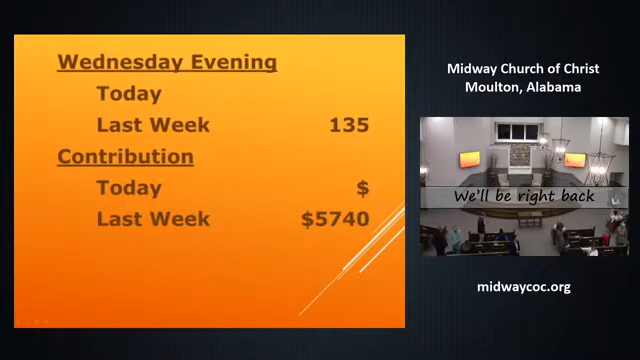 Wednesday Evening
Today
Last Week 135
Contribution
Today $
Last Week $5740
Midway Church of Christ
Moulton, Alabama
We'll be right back
midwaycoc.org